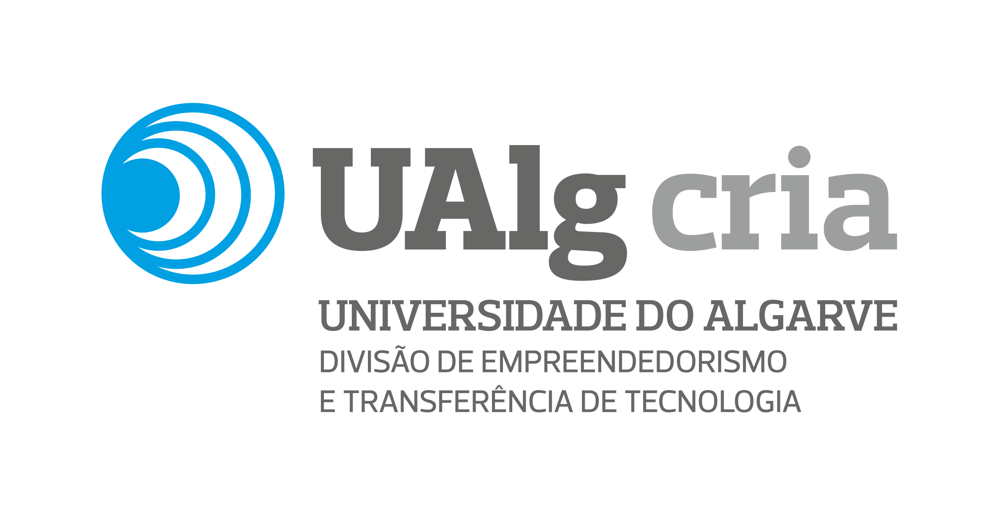 UAlg cria
UNIVERSIDADE DO ALGARVE
DIVISÃO DE EMPREENDEDORISMO
E TRANSFERÊNCIA DE TECNOLOGIA